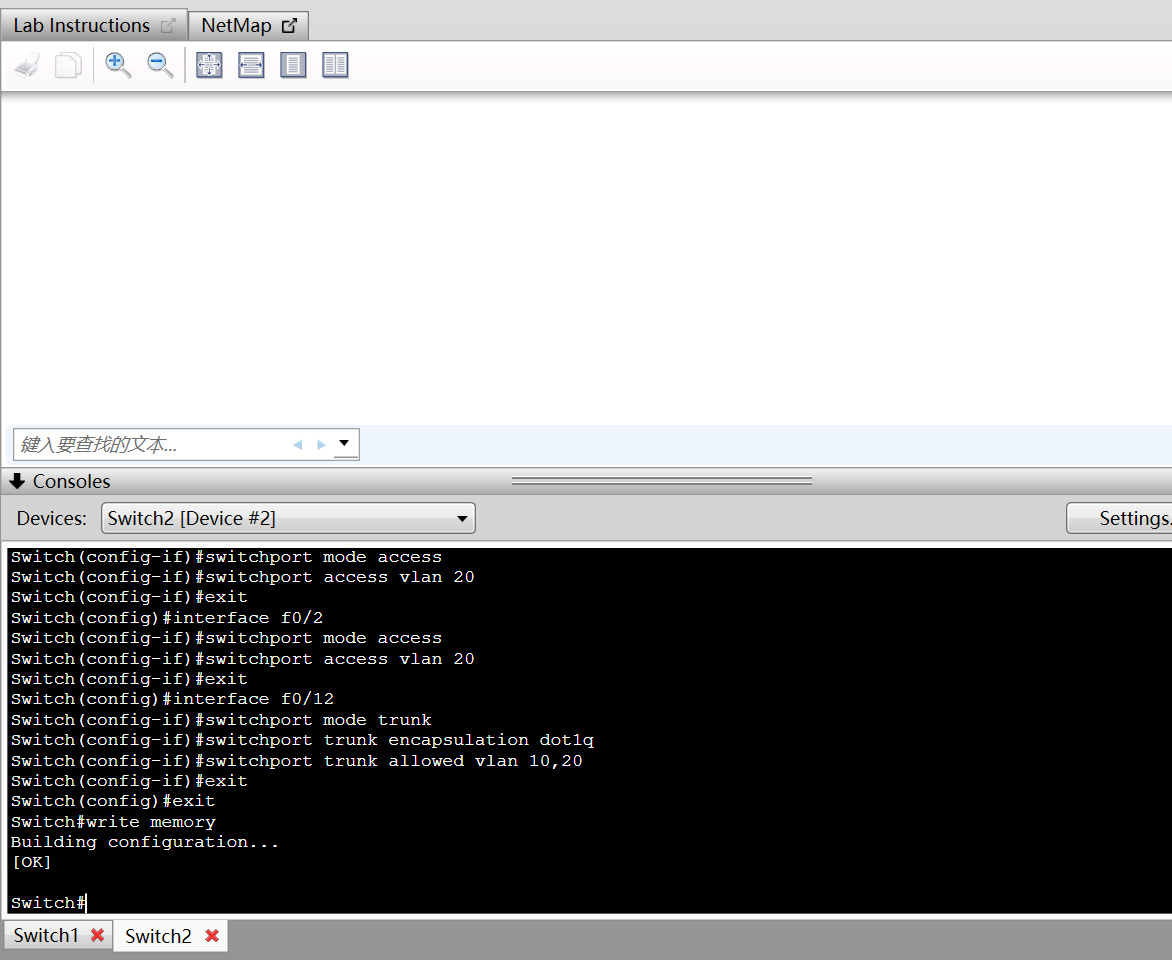 Lab Instructions
NetMap
键入要查找的文本...
Consoles
Devices:
Switch2 [Device #2]
Settings.
Switch(config-if)#switchport mode access
Switch(config-if)#switchport access vlan 20
Switch(config-if)#exit
Switch(config)#interface f0/2
Switch(config-if)#switchport mode access
Switch(config-if)#switchport access vlan 20
Switch(config-if)#exit
Switch(config)#interface f0/12
Switch(config-if)#switchport mode trunk
Switch(config-if)#switchport trunk encapsulation dot1q
Switch(config-if)#switchport trunk allowed vlan 10,20
Switch(config-if)#exit
Switch(config)#exit
Switch#write memory
Building configuration...
[OK]
Switch#
Switch1
Switch2